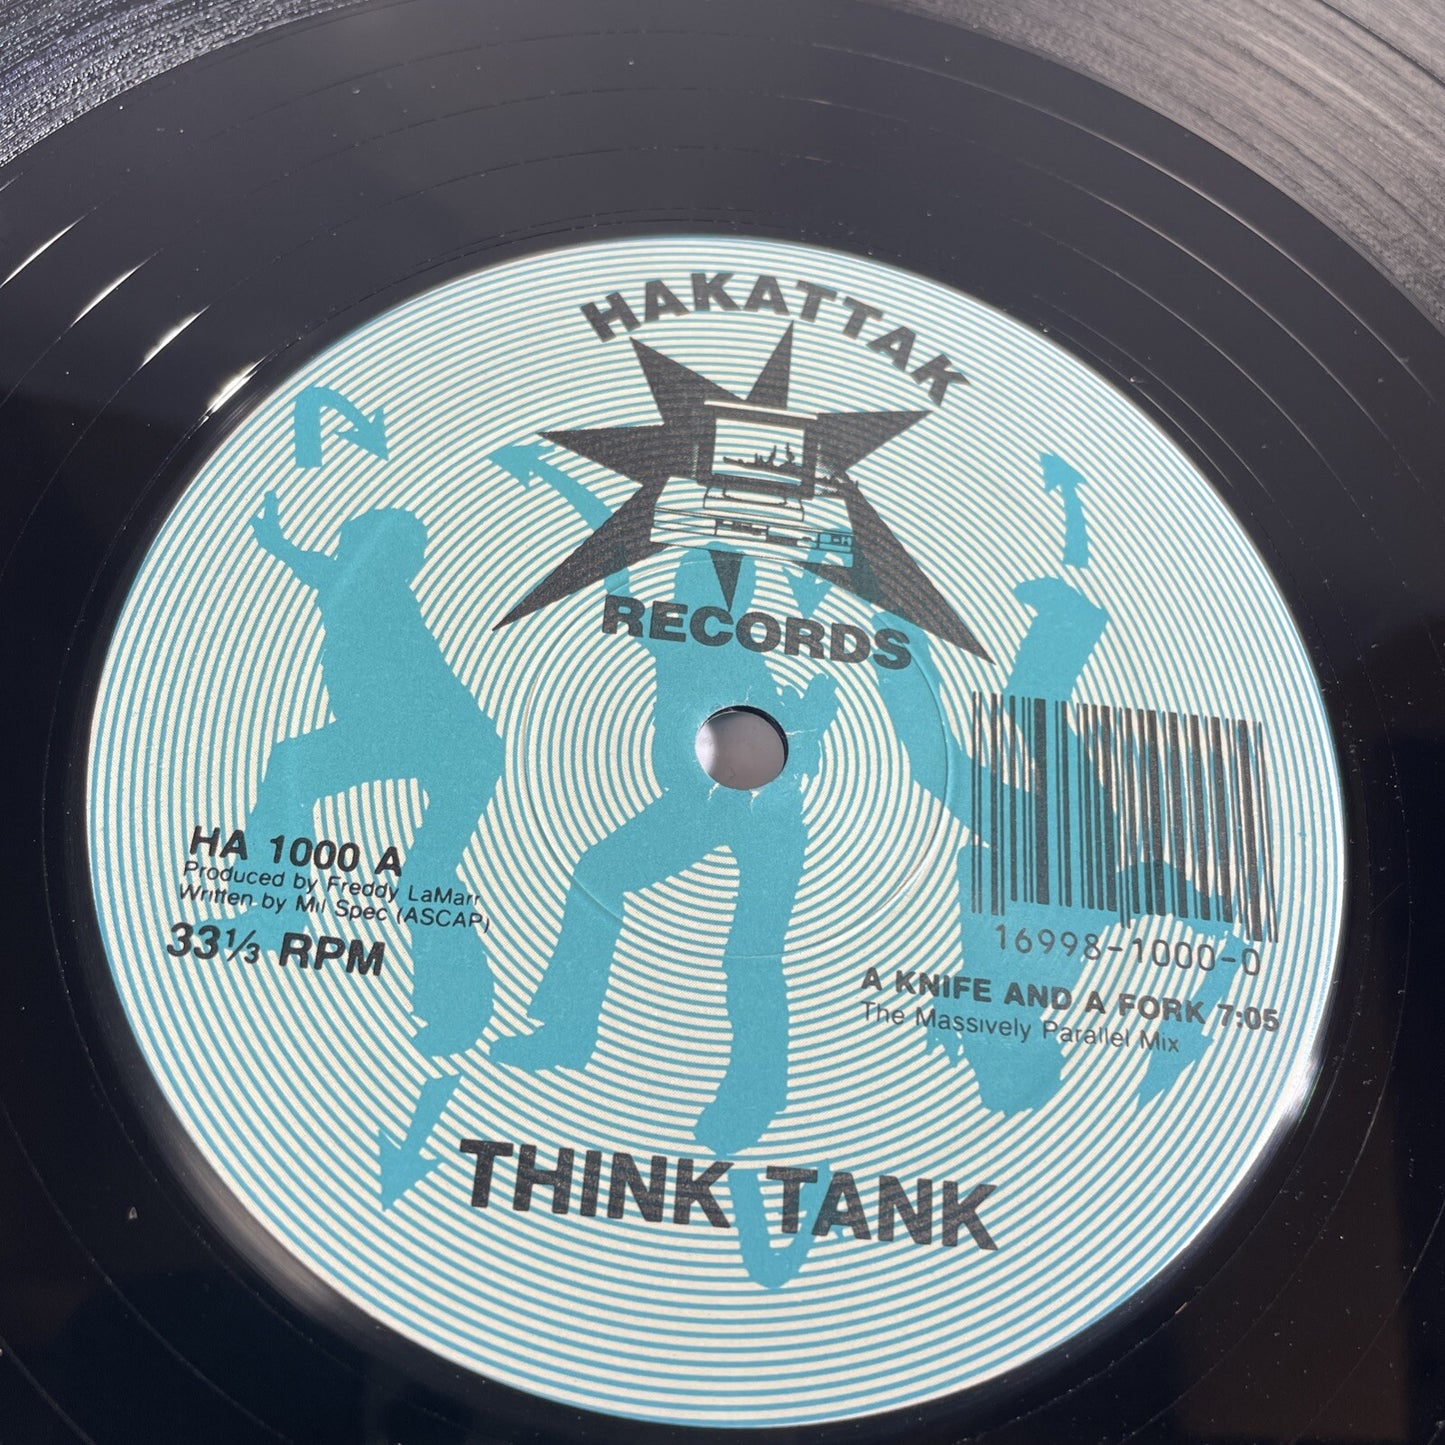 HAKATTAK
RECORDS
HA 1000 A
Produced by Freddy LaMarr
Written by Mil Spec (ASCAP)
33⅓ RPM
16998-1000-0
A KNIFE AND A FORK 7:05
The Massively Parallel Mix
THINK TANK